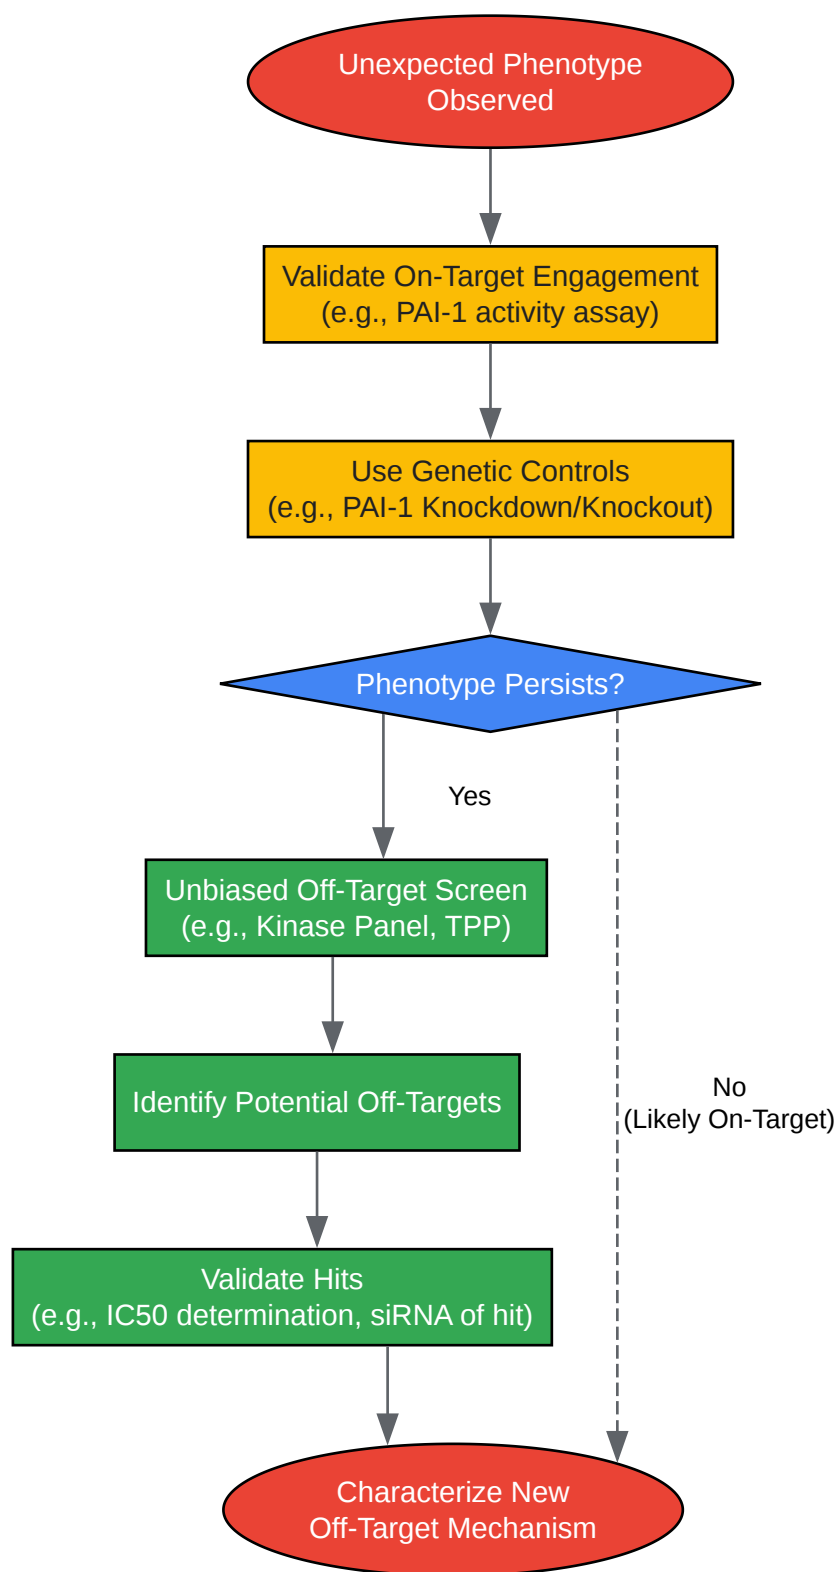 Unexpected Phenotype
Observed
Validate On-Target Engagement
(e.g., PAI-1 activity assay)
Use Genetic Controls
(e.g., PAI-1 Knockdown/Knockout)
Phenotype Persists?
Yes
Unbiased Off-Target Screen
(e.g., Kinase Panel, TPP)
Identify Potential Off-Targets
No
(Likely On-Target)
Validate Hits
(e.g., IC50 determination, siRNA of hit)
Characterize New
Off-Target Mechanism